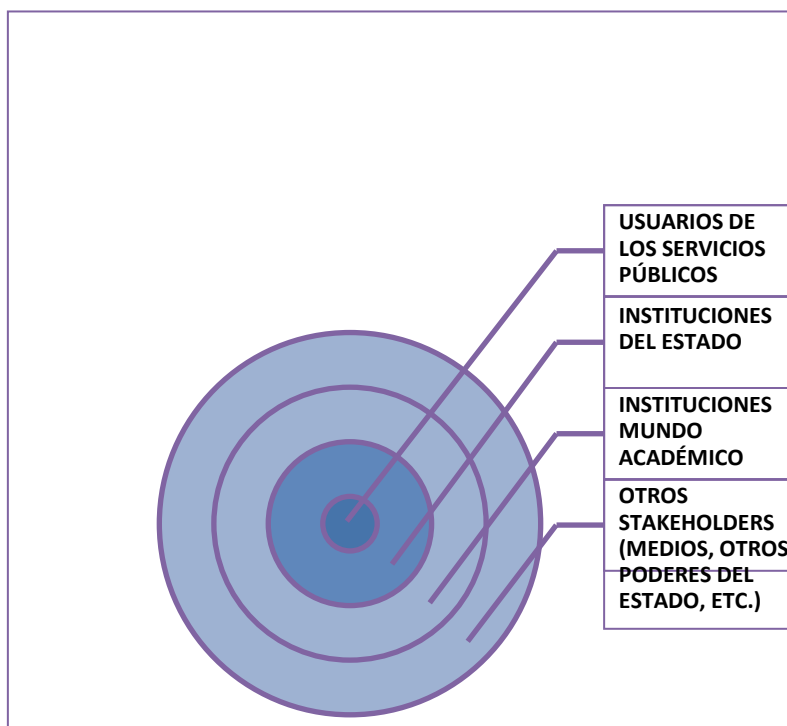 USUARIOS DE
LOS SERVICIOS
PÚBLICOS
INSTITUCIONES
DEL ESTADO
INSTITUCIONES
MUNDO
ACADÉMICO
OTROS
STAKEHOLDERS
(MEDIOS, OTROS
PODERES DEL
ESTADO, ETC.)